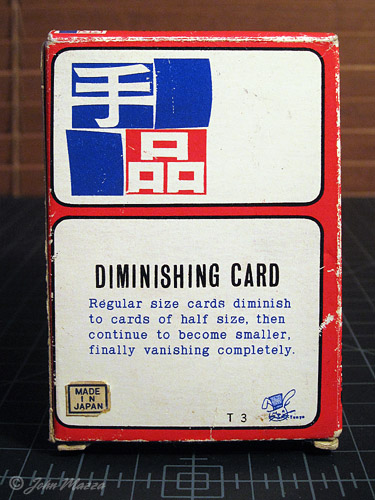 手
品
DIMINISHING CARD
Regular size cards diminish
to cards of half size, then
continue to become smaller,
finally vanishing completely.
MADE
IN
JAPAN
T 3
Tenyo
© John Mazza